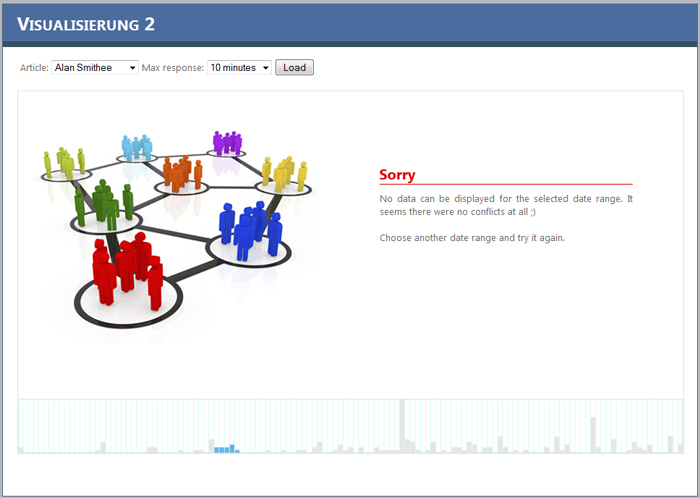 Visualisierung 2
Article: Alan Smithee Max response: 10 minutes Load
Sorry
No data can be displayed for the selected date range. It
seems there were no conflicts at all ;)
Choose another date range and try it again.